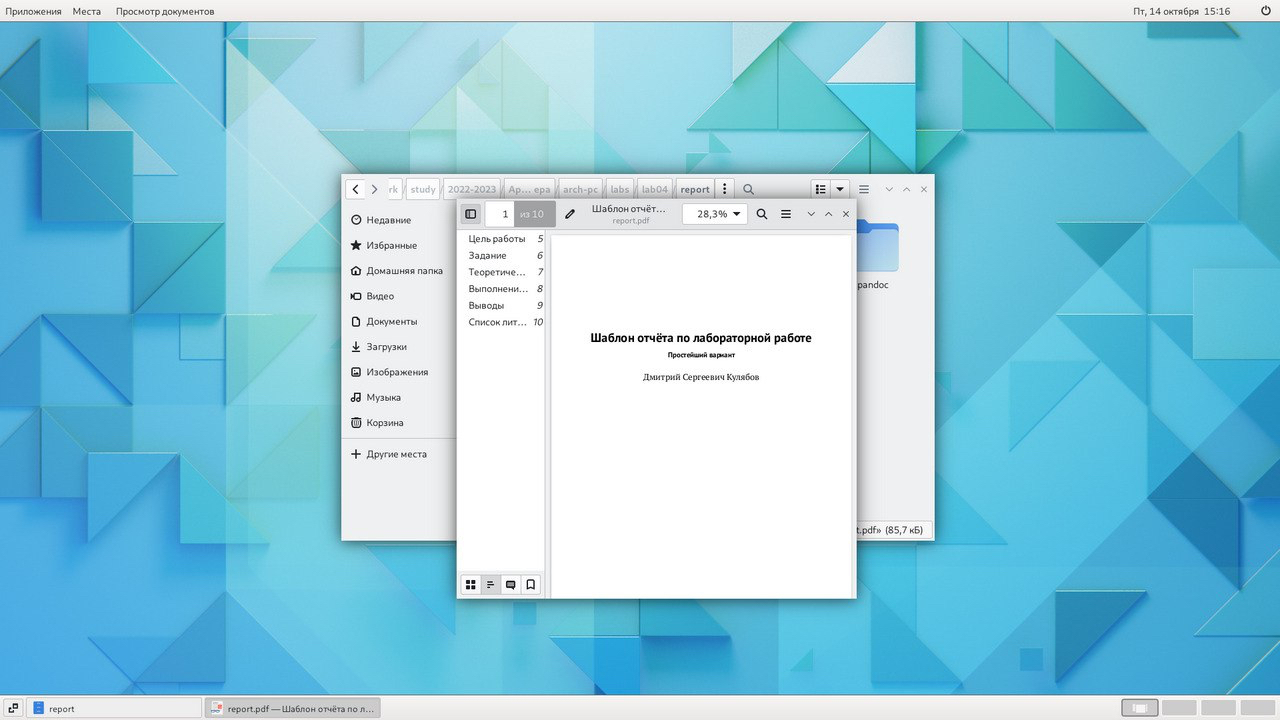 Приложения Места Просмотр документов Пт, 14 октября 15:16
rk study 2022-2023 Ар… ера arch-pc labs lab04 report
1 из 10 Шаблон отчёт… 28,3%
report.pdf
Недавние
Избранные
Домашняя папка
Видео
Документы
Загрузки
Изображения
Музыка
Корзина
Другие места
Цель работы 5
Задание 6
Теоретиче… 7
Выполнени… 8
Выводы 9
Список лит… 10
Шаблон отчёта по лабораторной работе
Простейший вариант
Дмитрий Сергеевич Кулябов
pandoc
t.pdf» (85,7 кБ)
report report.pdf — Шаблон отчёта по л…